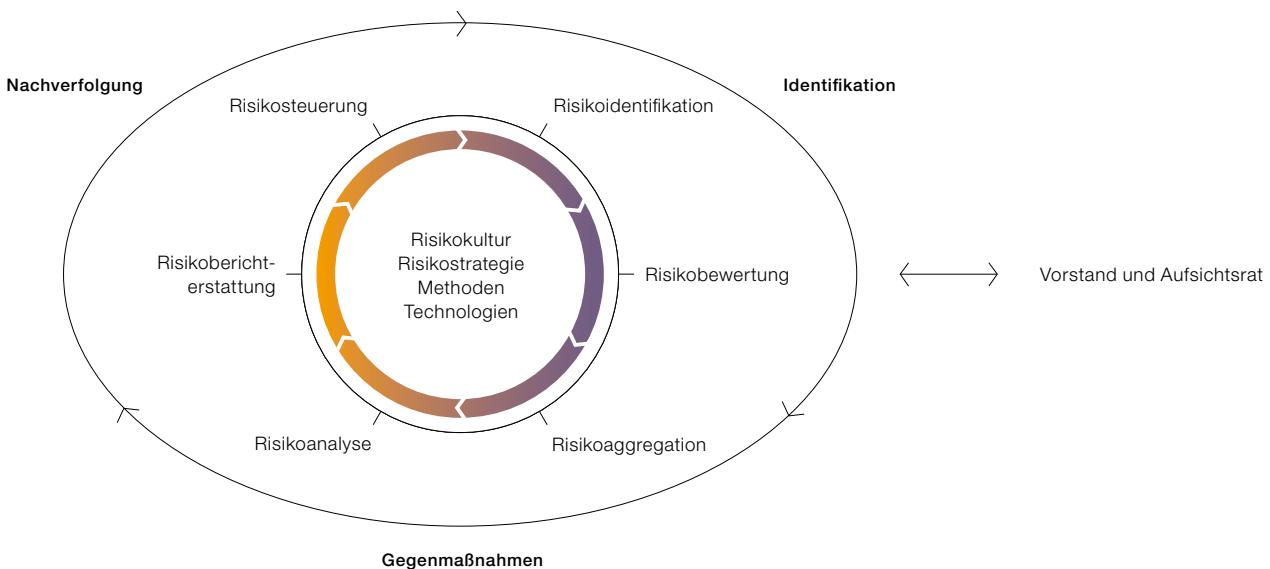 Nachverfolgung
Identifikation
Risikosteuerung
Risikoidentifikation
Risikobericht-
erstattung
Risikokultur
Risikostrategie
Methoden
Technologien
Risikobewertung
Vorstand und Aufsichtsrat
Risikoanalyse
Risikoaggregation
Gegenmaßnahmen